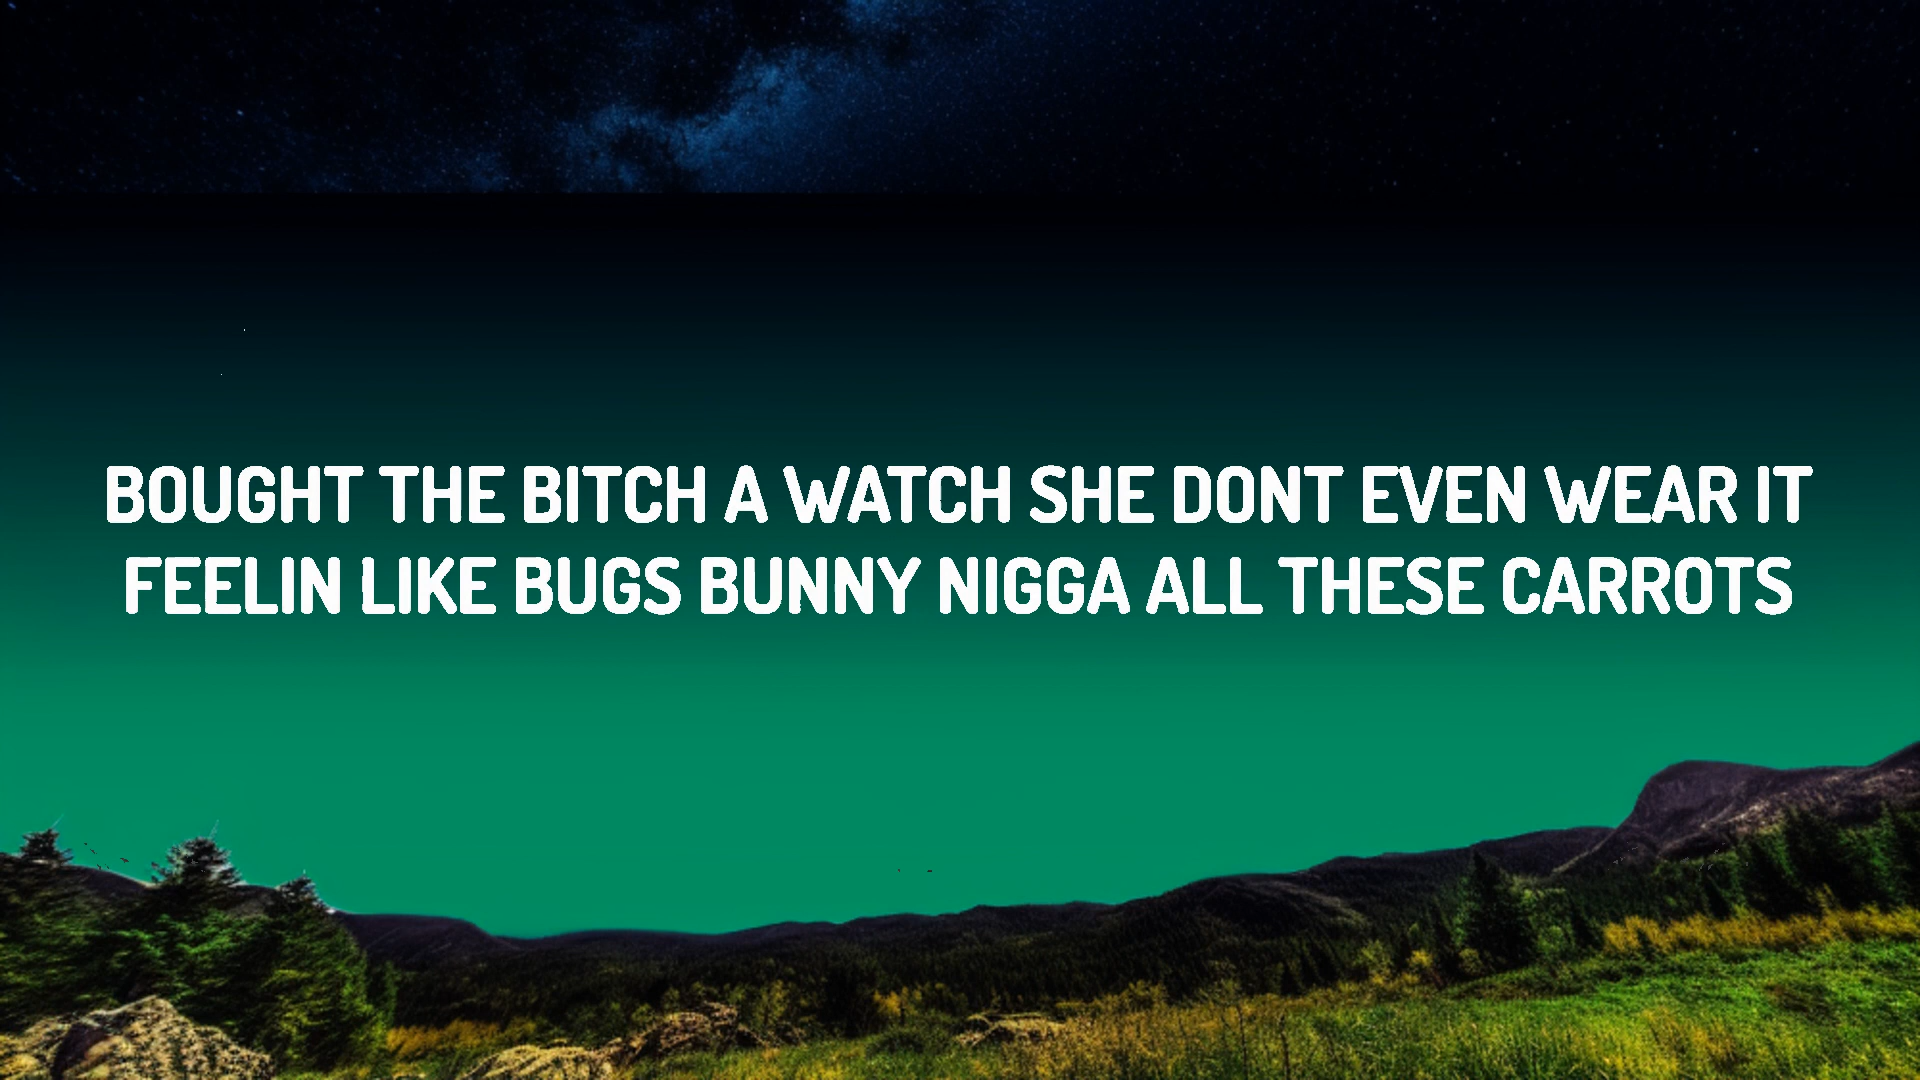 BOUGHT THE BITCH A WATCH SHE DONT EVEN WEAR IT
FEELIN LIKE BUGS BUNNY NIGGA ALL THESE CARROTS